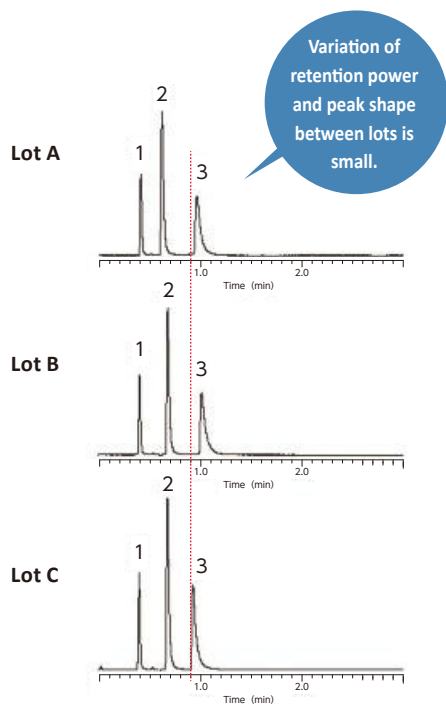 Variation of
retention power
and peak shape
between lots is
small.
Lot A
1
2
3
1.0
2.0
Time (min)
Lot B
1
2
3
1.0
2.0
Time (min)
Lot C
1
2
3
1.0
2.0
Time (min)